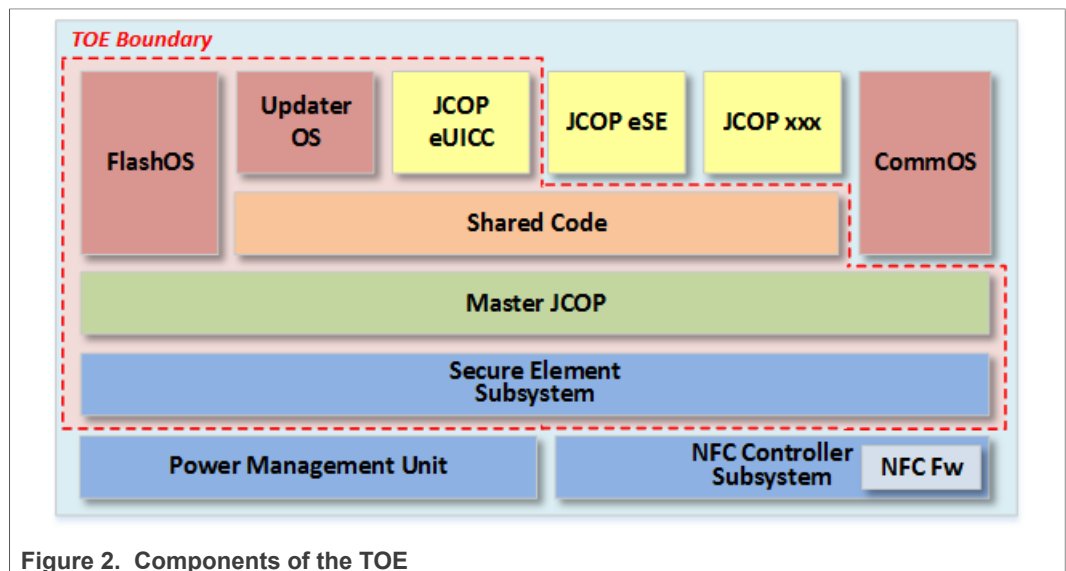 TOE Boundary
FlashOS
Updater
OS
JCOP
eUICC
JCOP eSE
JCOP xxx
CommOS
Shared Code
Master JCOP
Secure Element
Subsystem
Power Management Unit
NFC Controller
Subsystem
NFC Fw
Figure 2. Components of the TOE